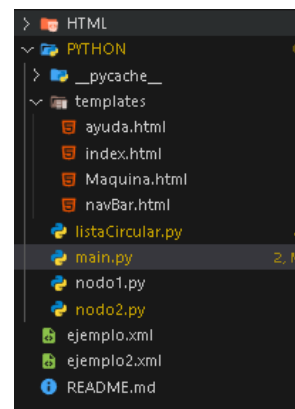 HTML
PYTHON
__pycache__
templates
ayuda.html
index.html
Maquina.html
navBar.html
listaCircular.py
main.py 2, M
nodo1.py
nodo2.py
ejemplo.xml
ejemplo2.xml
README.md